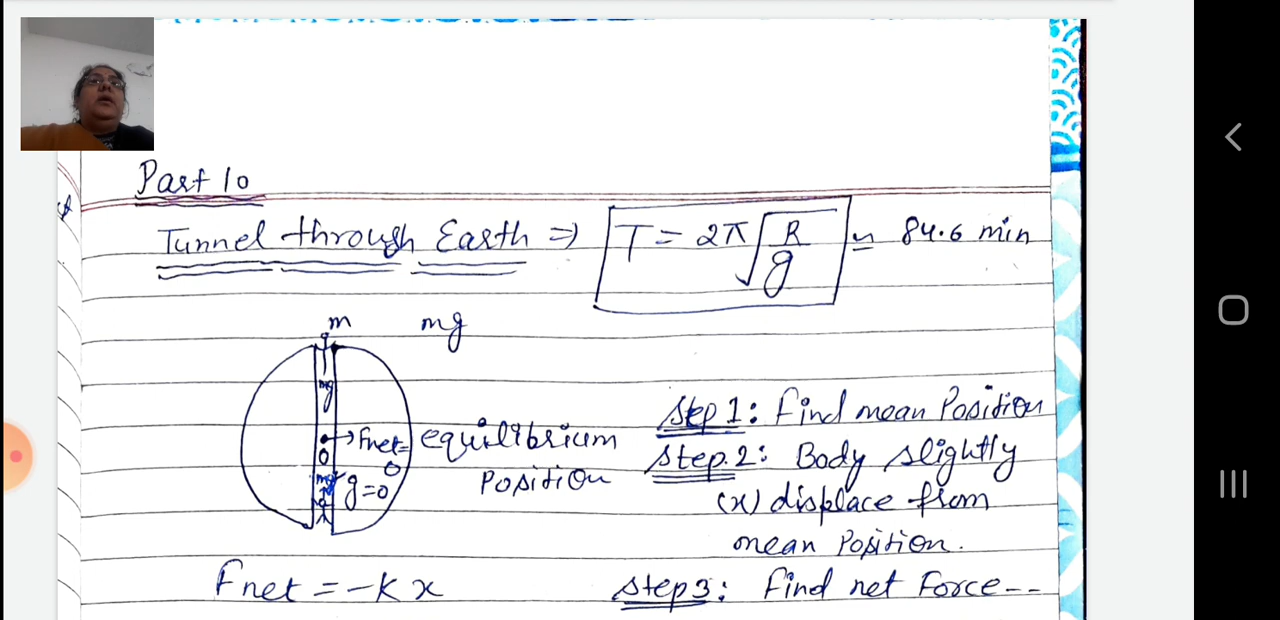 Part 10
Tunnel through Earth ⇒ T = 2π√(R/g) ≃ 84.6 min
m mg
mg
Fnet = 0
g=0
equilibrium
Position
Step 1: Find mean Position
Step 2: Body slightly
(x) displace from
mean Position.
Fnet = -Kx
Step 3: Find net Force--